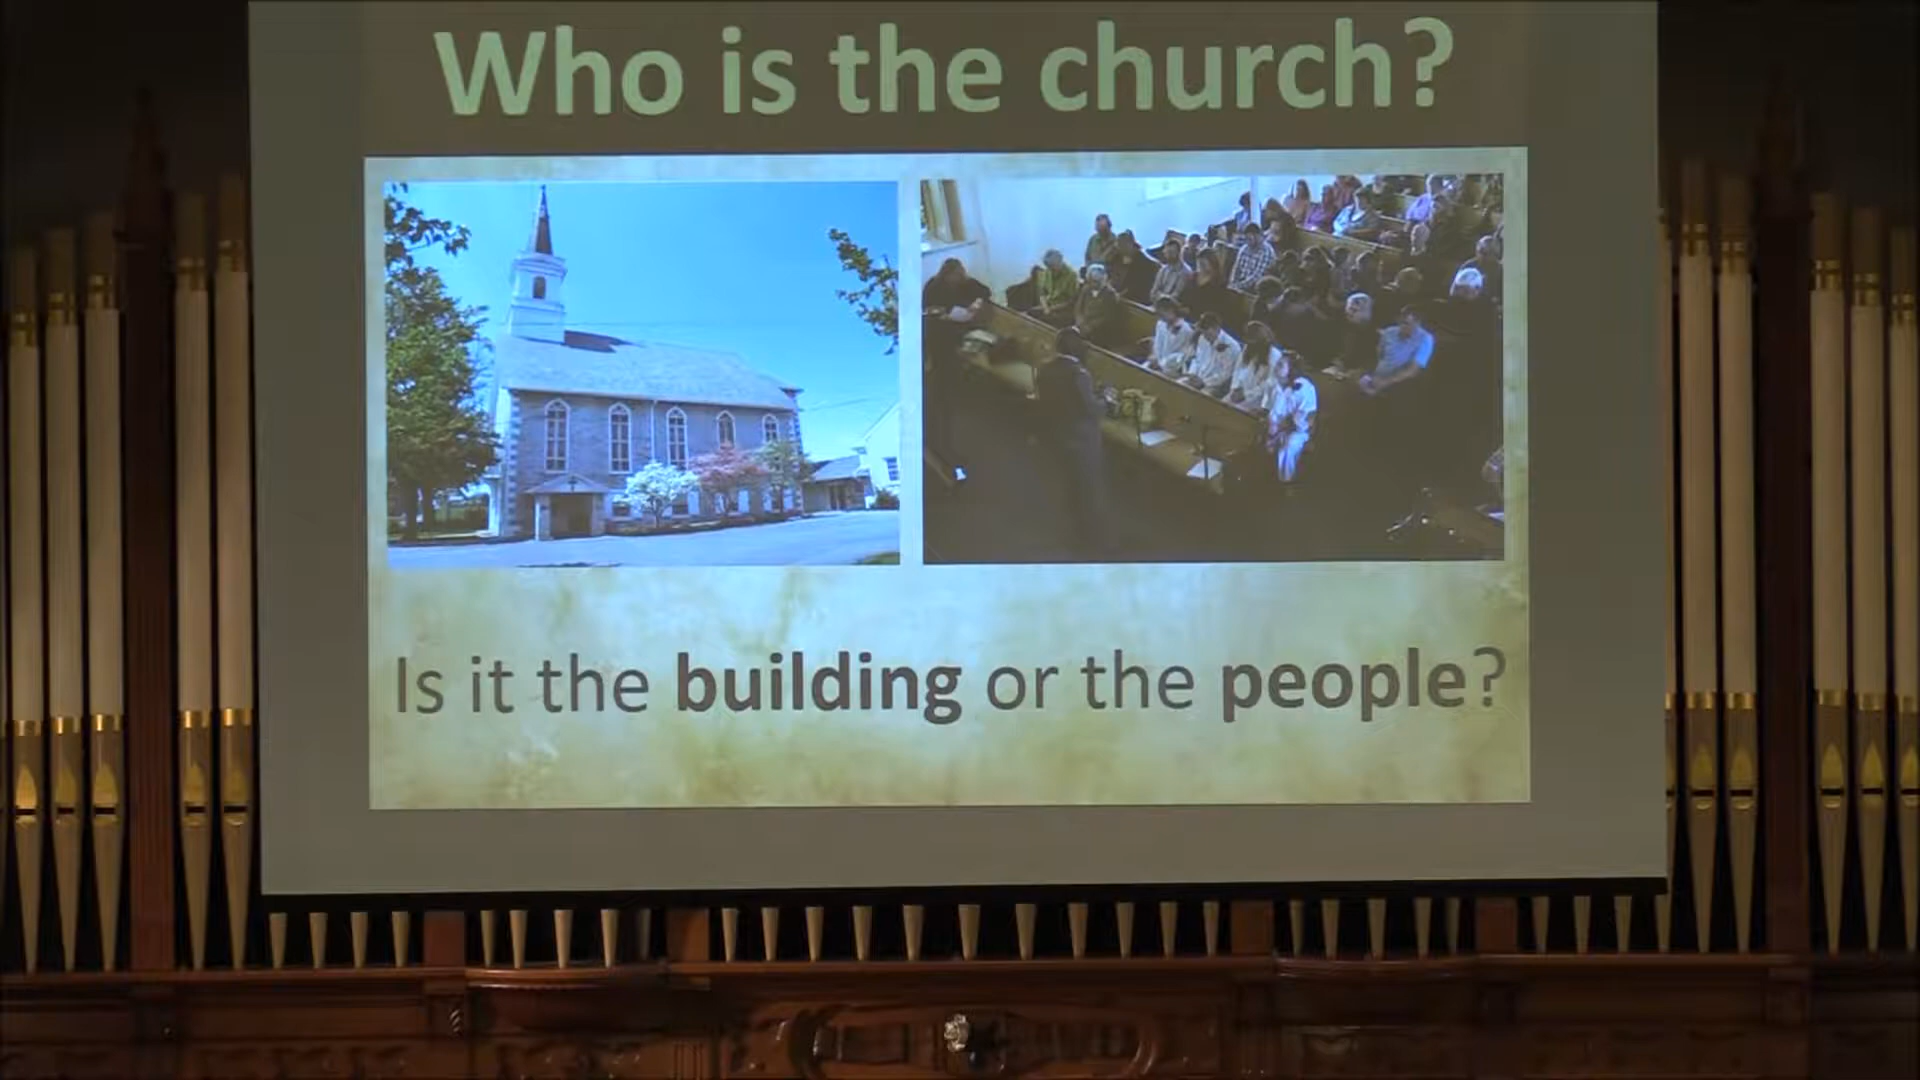 Who is the church?
Is it the building or the people?